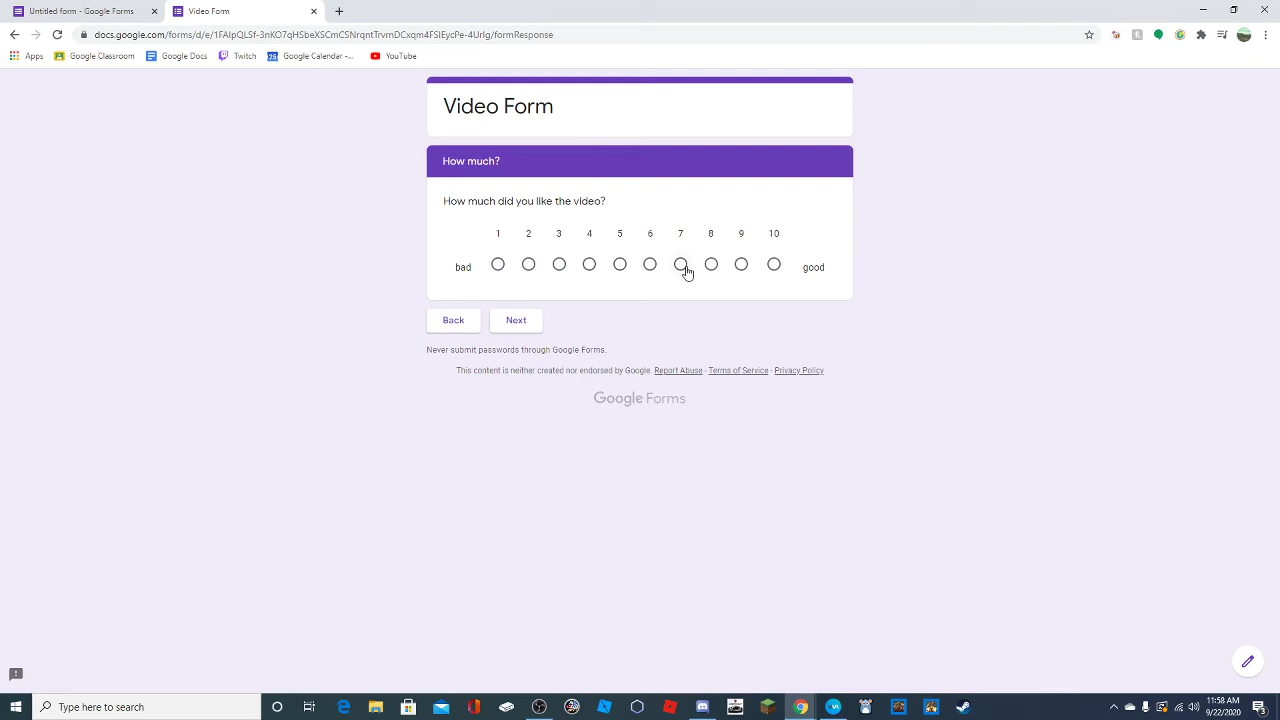 Untitled form - Google Forms
Video Form
docs.google.com/forms/d/e/1FAIpQLSf-3nKO7qHSbeXSCmCSNrqntTrvrnDCxqm4FSIEycPe-4UrIg/formResponse
Apps
Google Classroom
Google Docs
Twitch
Google Calendar -...
YouTube
Video Form
How much?
How much did you like the video?
1 2 3 4 5 6 7 8 9 10
bad
good
Back
Next
Never submit passwords through Google Forms.
This content is neither created nor endorsed by Google. Report Abuse - Terms of Service - Privacy Policy
Google Forms
Type here to search
11:58 AM
9/22/2020